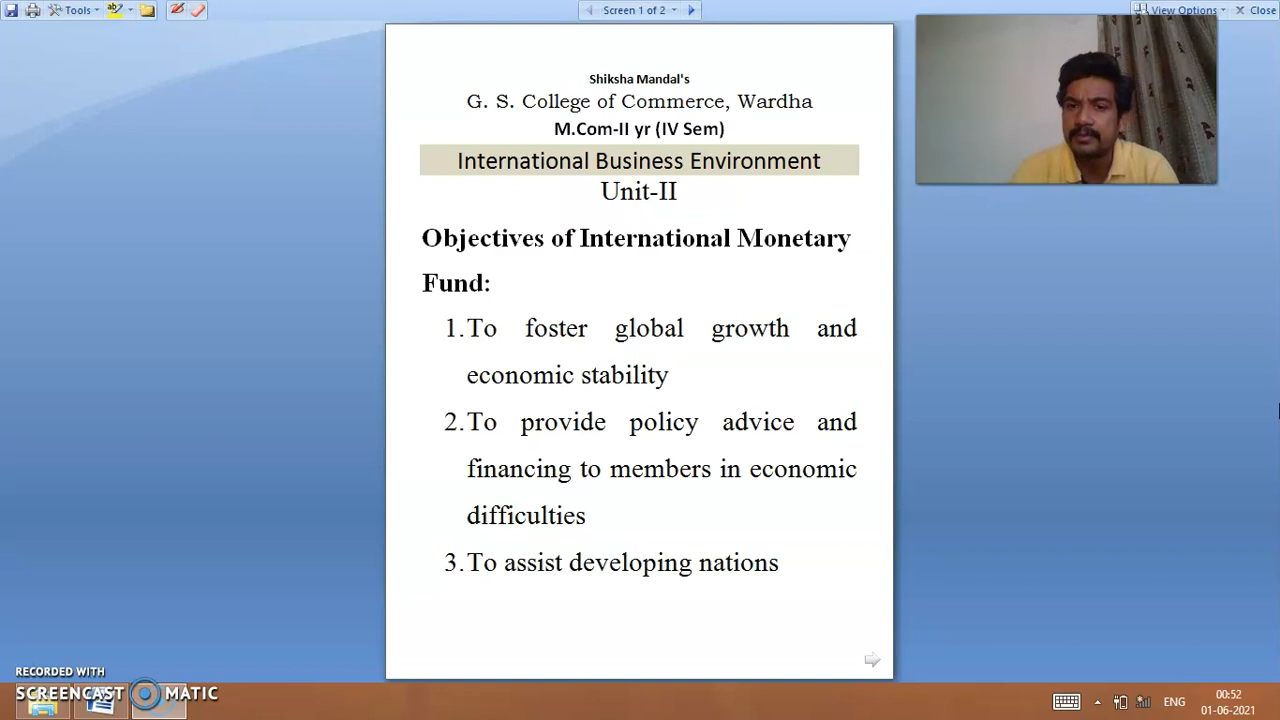 Tools
Screen 1 of 2
View Options
Close
Shiksha Mandal's
G. S. College of Commerce, Wardha
M.Com-II yr (IV Sem)
International Business Environment
Unit-II
Objectives of International Monetary
Fund:
1. To foster global growth and
economic stability
2. To provide policy advice and
financing to members in economic
difficulties
3. To assist developing nations
RECORDED WITH
SCREENCAST MATIC
ENG
00:52
01-06-2021